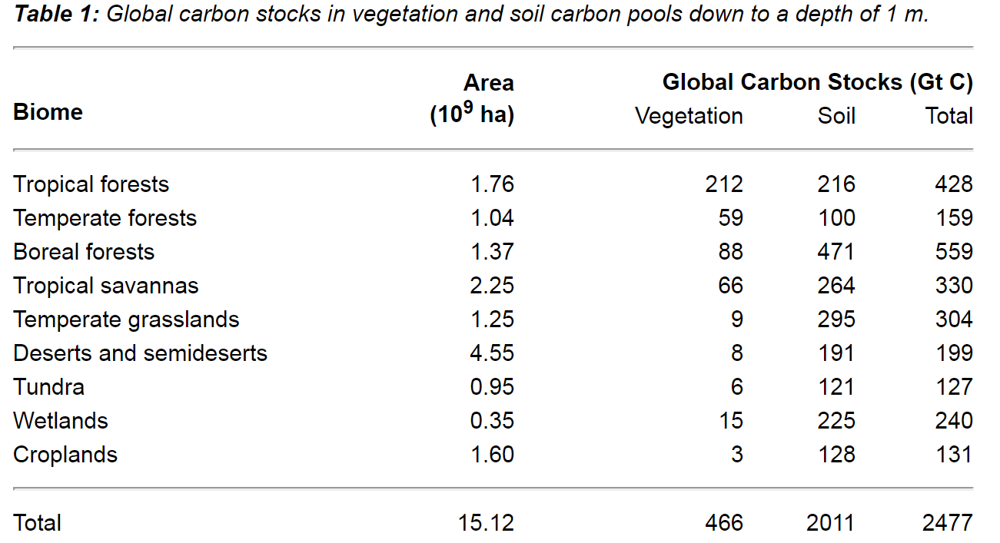 Table 1: Global carbon stocks in vegetation and soil carbon pools down to a depth of 1 m.
Biome Area (10⁹ ha) Global Carbon Stocks (Gt C)
Vegetation Soil Total
Tropical forests 1.76 212 216 428
Temperate forests 1.04 59 100 159
Boreal forests 1.37 88 471 559
Tropical savannas 2.25 66 264 330
Temperate grasslands 1.25 9 295 304
Deserts and semideserts 4.55 8 191 199
Tundra 0.95 6 121 127
Wetlands 0.35 15 225 240
Croplands 1.60 3 128 131
Total 15.12 466 2011 2477